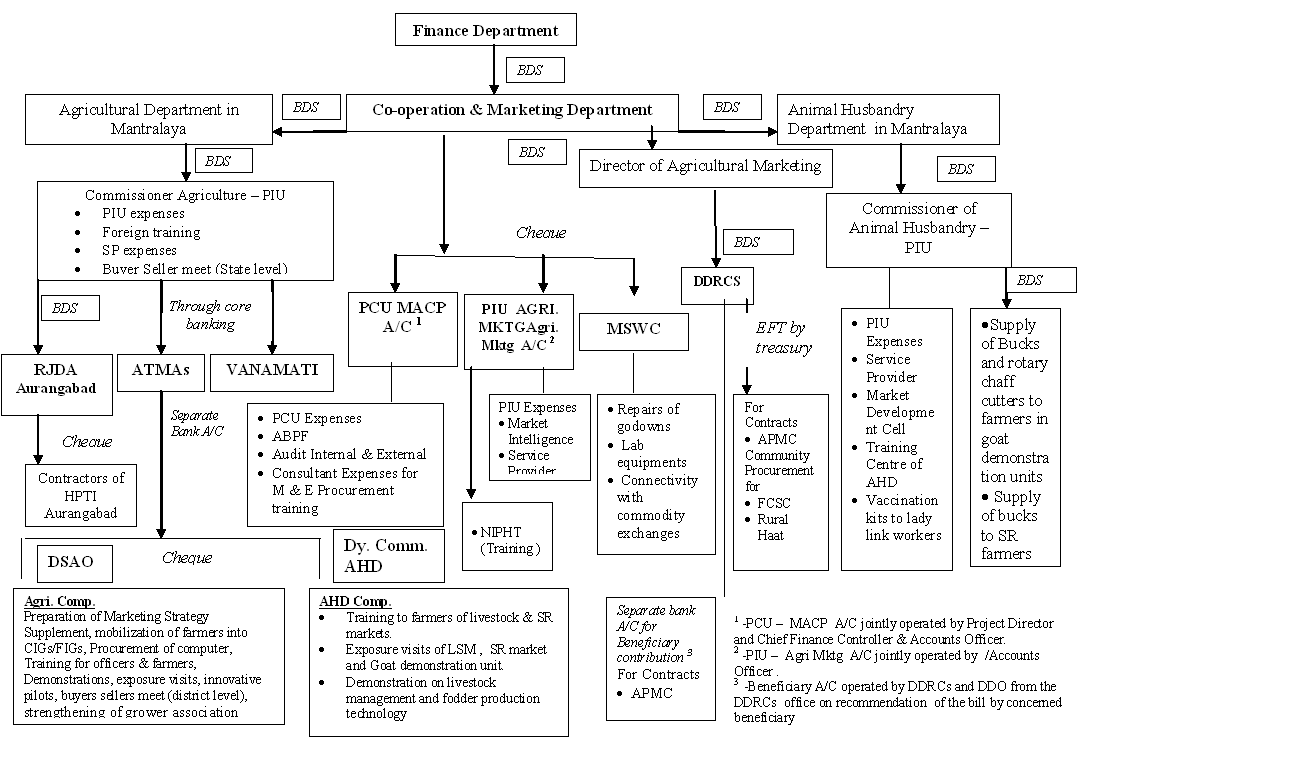 Finance Department
BDS
Agricultural Department in
Mantralaya
BDS
Co-operation & Marketing Department
BDS
Animal Husbandry
Department in Mantralaya
BDS
BDS
Director of Agricultural Marketing
BDS
Commissioner Agriculture – PIU
• PIU expenses
• Foreign training
• SP expenses
• Buyer Seller meet (State level)
Cheque
BDS
Commissioner of
Animal Husbandry –
PIU
BDS
BDS
Through core
banking
PCU MACP
A/C 1
PIU AGRI.
MKTGAgri.
Mktg A/C 2
MSWC
DDRCS
EFT by
treasury
RJDA
Aurangabad
ATMAs
VANAMATI
Cheque
Separate
Bank A/C
Contractors of
HPTI
Aurangabad
• PCU Expenses
• ABPF
• Audit Internal & External
• Consultant Expenses for
M & E Procurement
training
PIU Expenses
• Market
Intelligence
• Service
Provider
• NIPHT
(Training)
• Repairs of
godowns
• Lab
equipments
• Connectivity
with
commodity
exchanges
For
Contracts
• APMC
Community
Procurement
for
• FCSC
• Rural
Haat
• PIU
Expenses
• Service
Provider
• Market
Developme
nt Cell
• Training
Centre of
AHD
• Vaccination
kits to lady
link workers
•Supply
of Bucks
and rotary
chaff
cutters to
farmers in
goat
demonstra
tion units
• Supply
of bucks
to SR
farmers
DSAO
Cheque
Dy. Comm.
AHD
Agri. Comp.
Preparation of Marketing Strategy
Supplement, mobilization of farmers into
CIGs/FIGs, Procurement of computer,
Training for officers & farmers,
Demonstrations, exposure visits, innovative
pilots, buyers sellers meet (district level),
strengthening of grower association
AHD Comp.
• Training to farmers of livestock & SR
markets.
• Exposure visits of LSM , SR market
and Goat demonstration unit.
• Demonstration on livestock
management and fodder production
technology
Separate bank
A/C for
Beneficiary
contribution 3
For Contracts
• APMC
1 -PCU – MACP A/C jointly operated by Project Director
and Chief Finance Controller & Accounts Officer.
2 -PIU – Agri Mktg A/C jointly operated by /Accounts
Officer .
3 -Beneficiary A/C operated by DDRCs and DDO from the
DDRCs office on recommendation of the bill by concerned
beneficiary